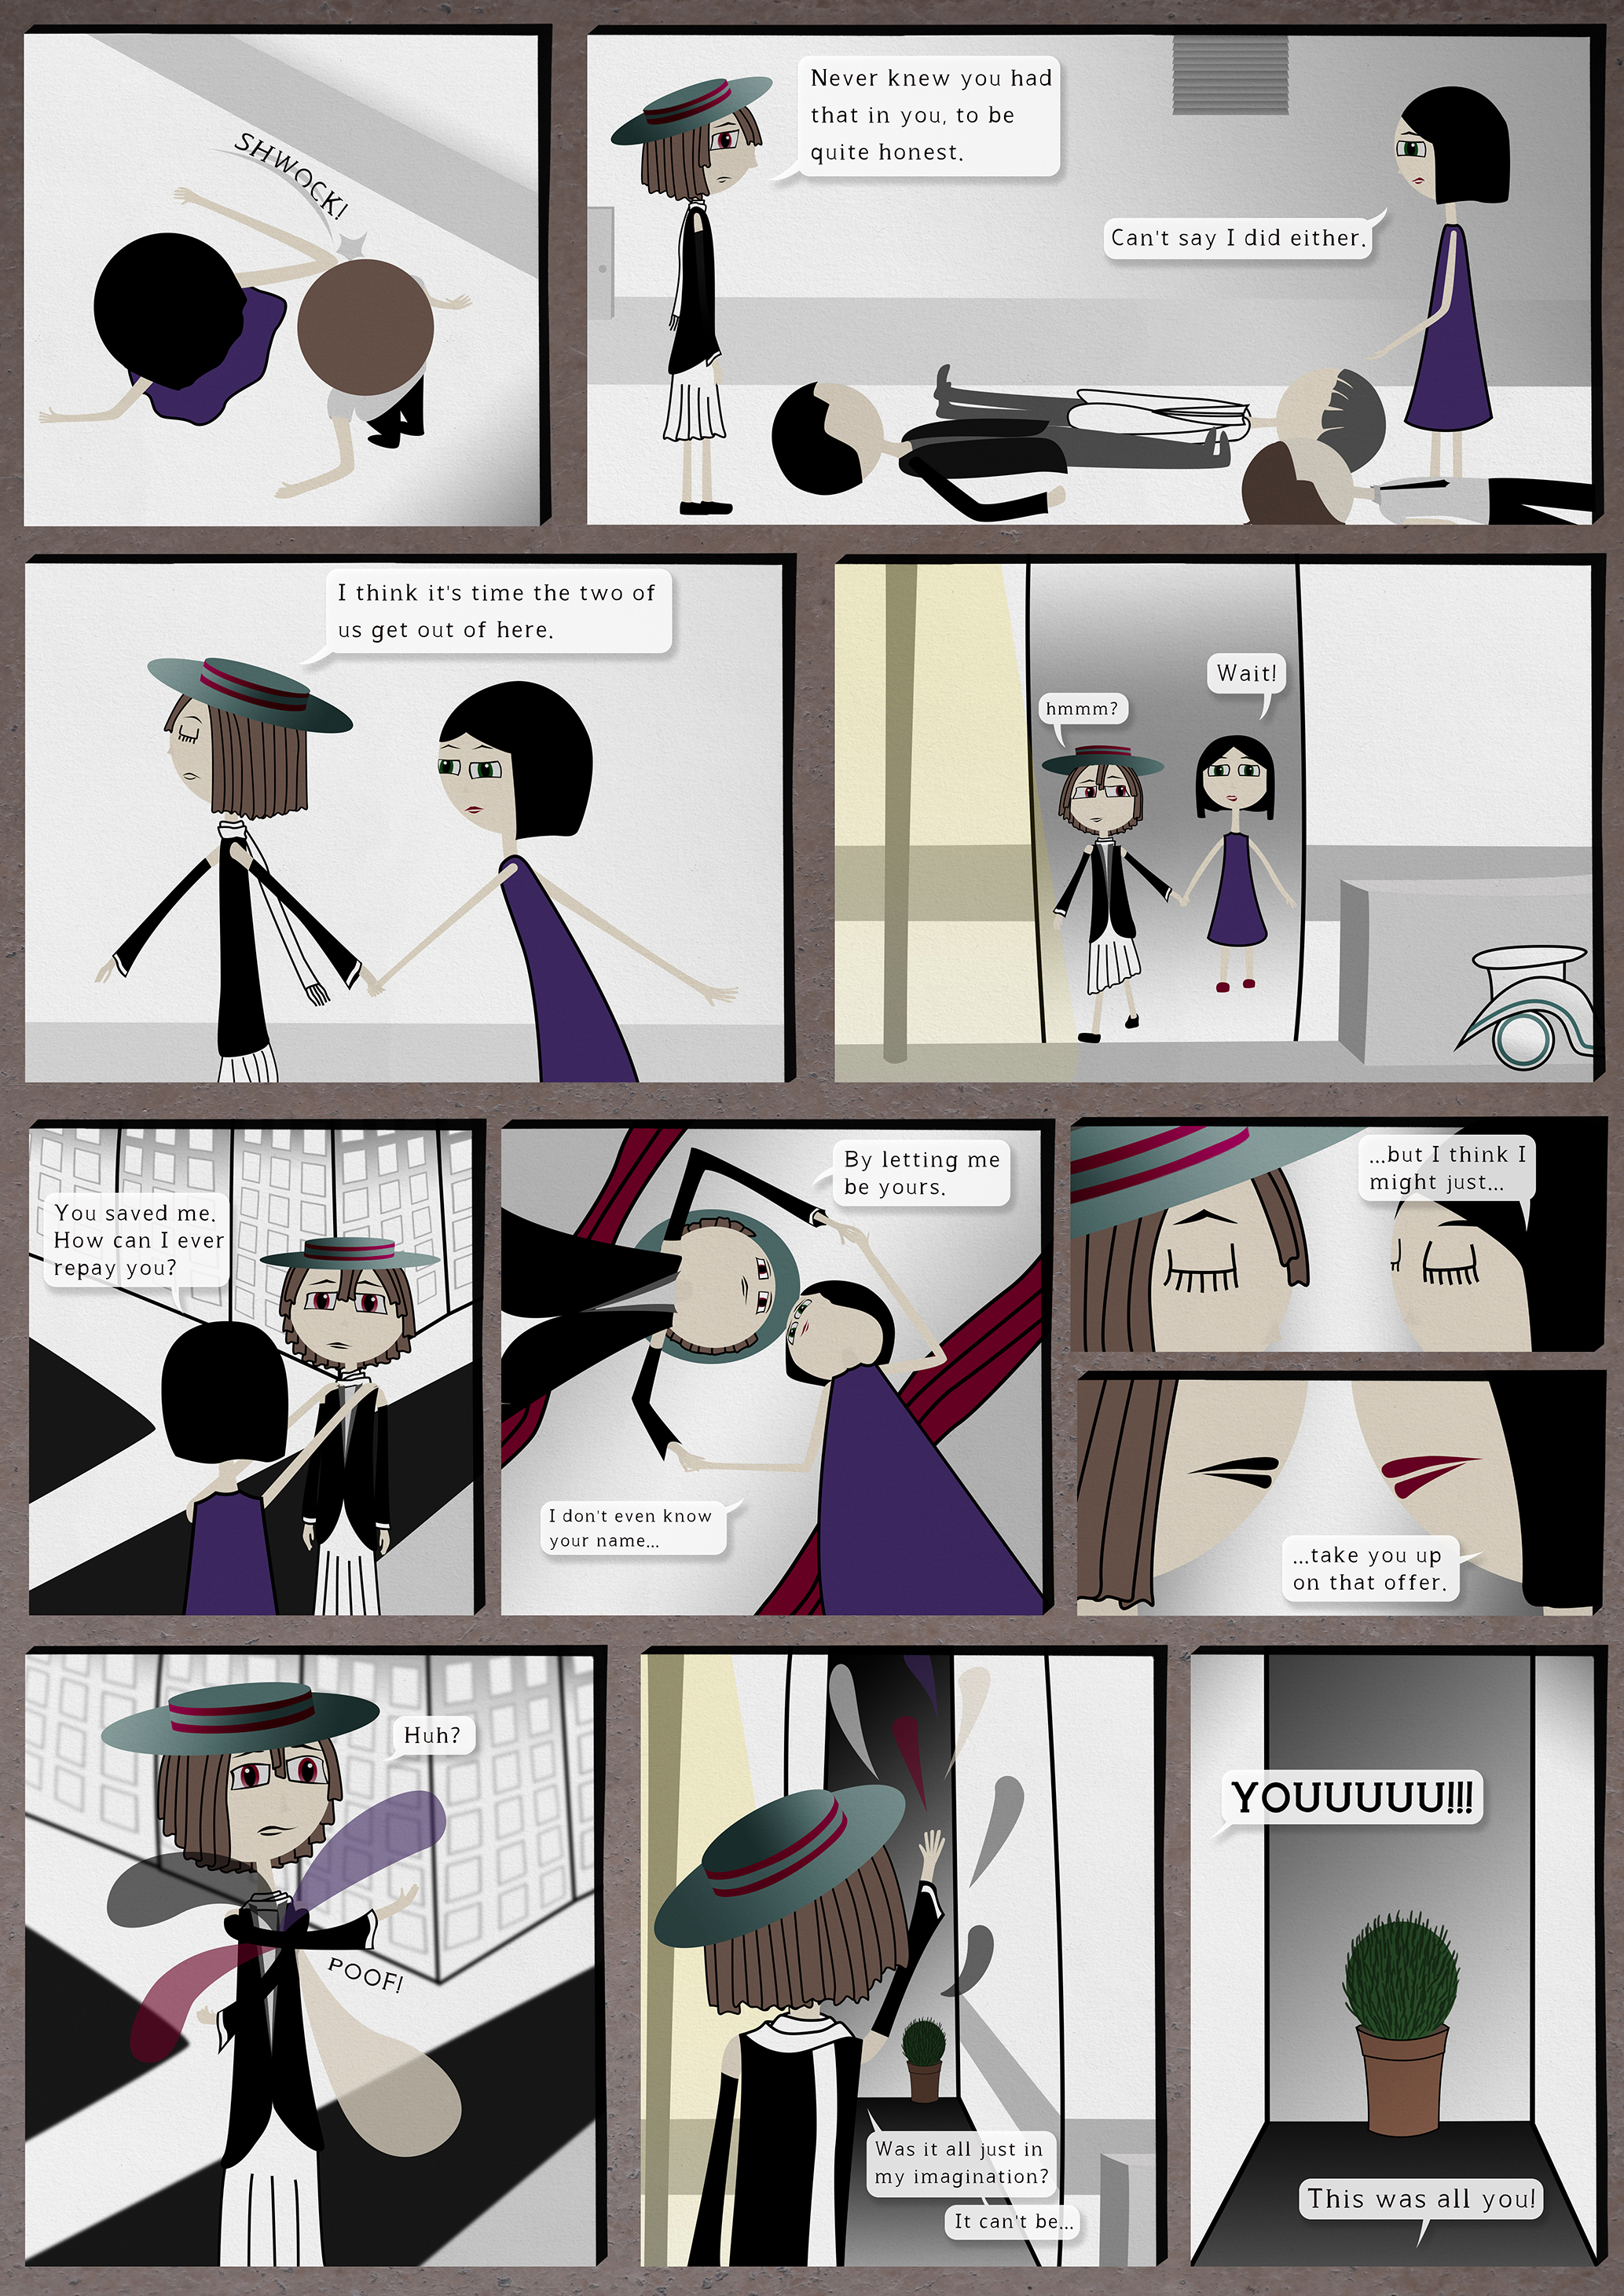 SHWOCK!
Never knew you had
that in you, to be
quite honest.
Can't say I did either.
I think it's time the two of
us get out of here.
Wait!
hmmm?
You saved me.
How can I ever
repay you?
By letting me
be yours.
I don't even know
your name...
...but I think I
might just...
...take you up
on that offer.
Huh?
POOF!
Was it all just in
my imagination?
It can't be...
YOUUUUU!!!
This was all you!